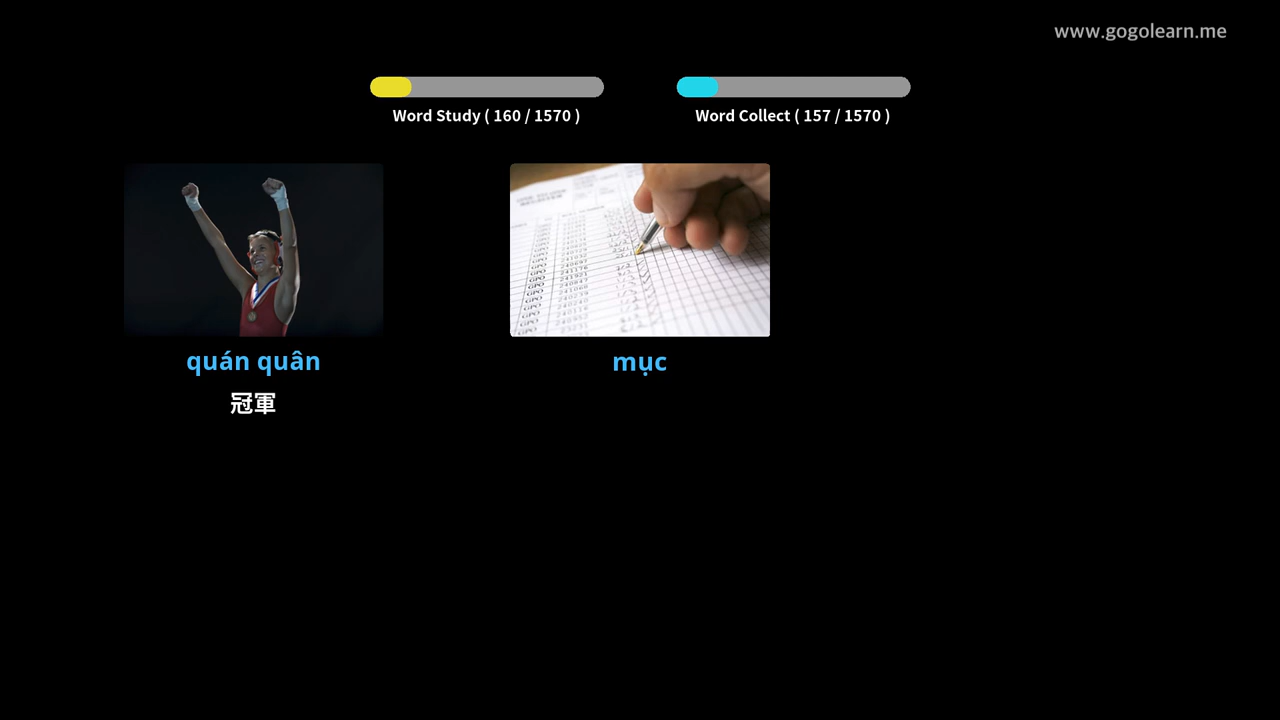 www.gogolearn.me
Word Study ( 160 / 1570 )
Word Collect ( 157 / 1570 )
quán quân
mục
冠軍